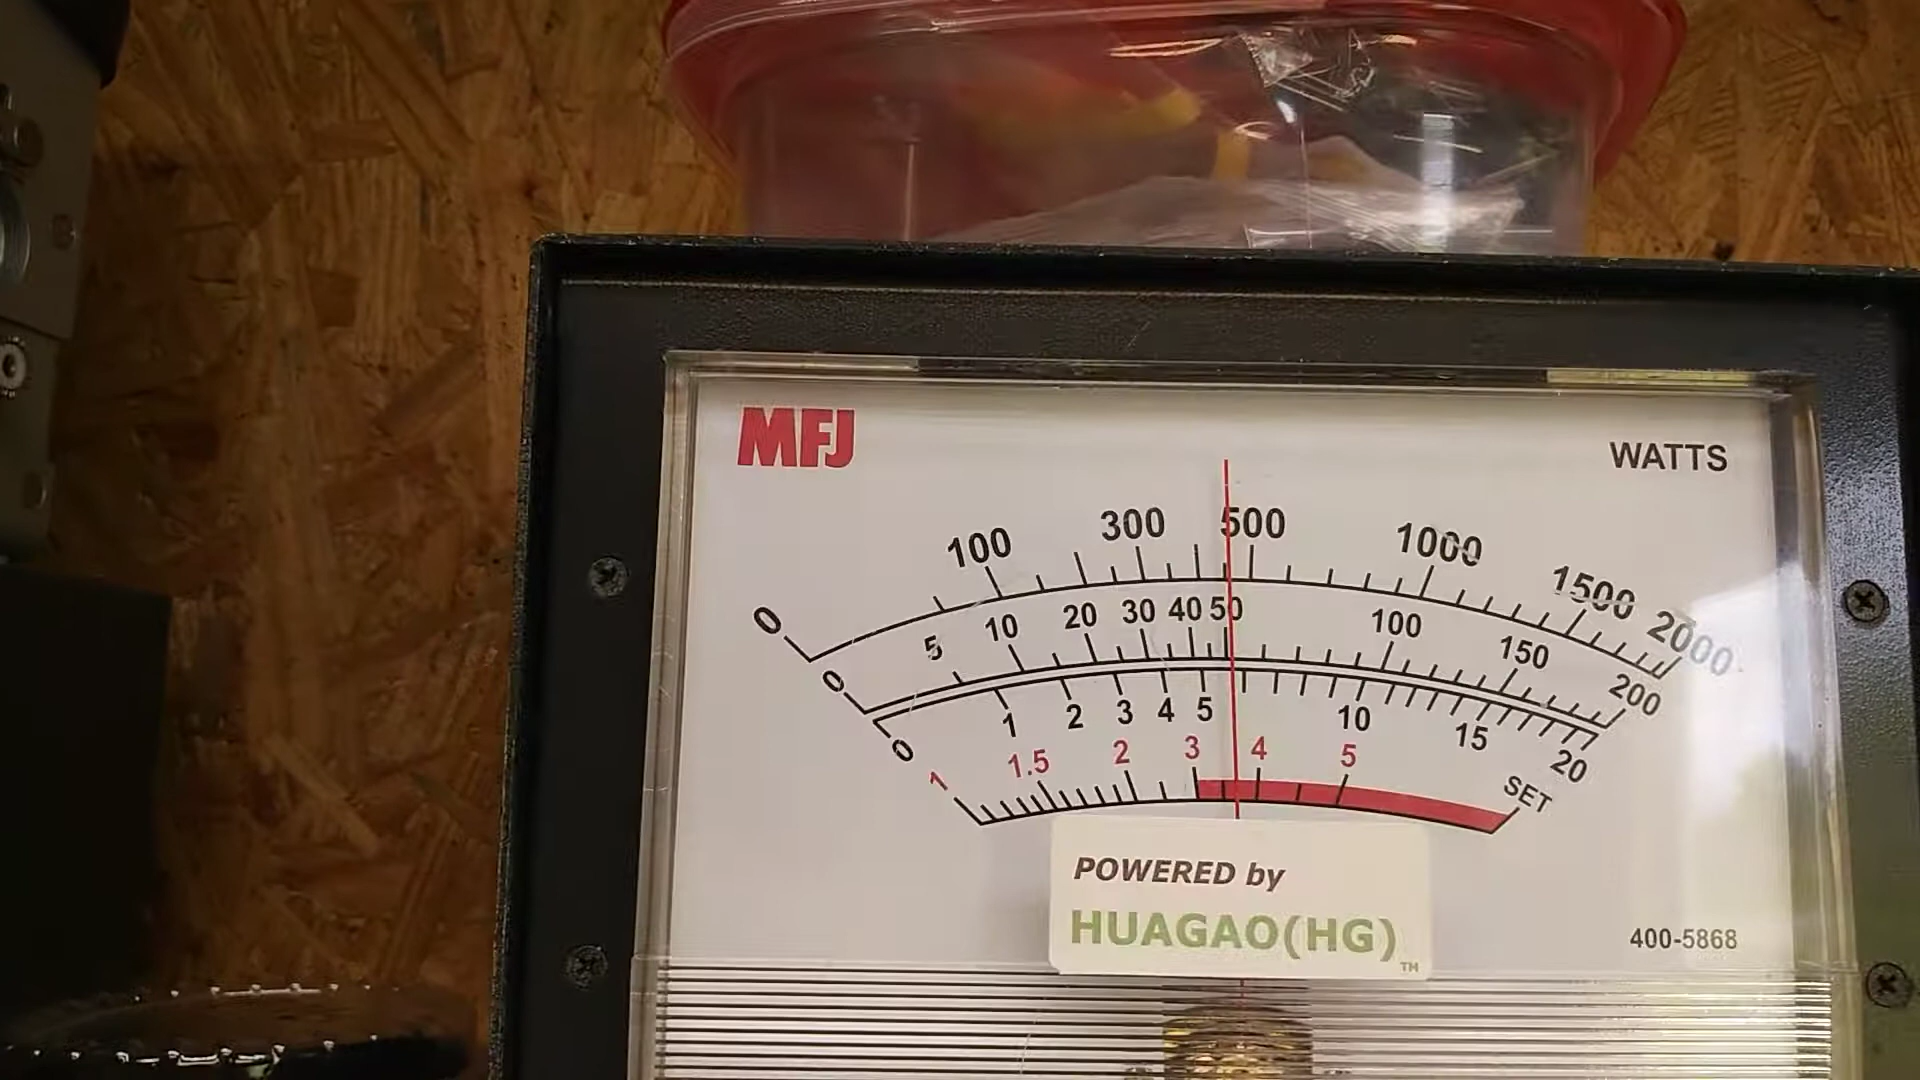 MFJ
WATTS
0 100 300 500 1000 1500 2000
0 5 10 20 30 40 50 100 150 200
0 1 2 3 4 5 10 15 20
1 1.5 2 3 4 5 SET
POWERED by
HUAGAO(HG)™
400-5868